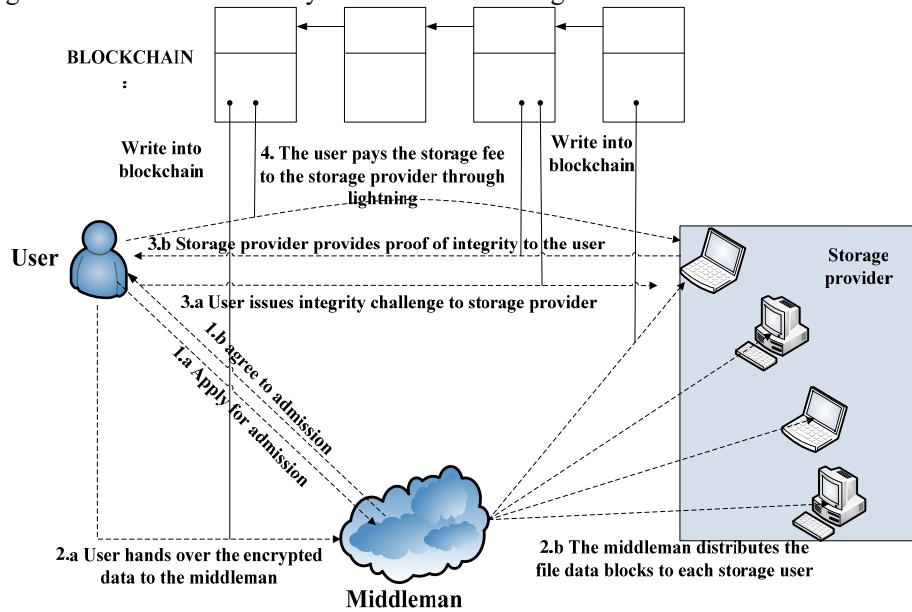 BLOCKCHAIN
:
Write into
blockchain
4. The user pays the storage fee
to the storage provider through
lightning
Write into
blockchain
User
3.b Storage provider provides proof of integrity to the user
Storage
provider
3.a User issues integrity challenge to storage provider
1.b agree to admission
1.a Apply for admission
2.a User hands over the encrypted
data to the middleman
2.b The middleman distributes the
file data blocks to each storage user
Middleman